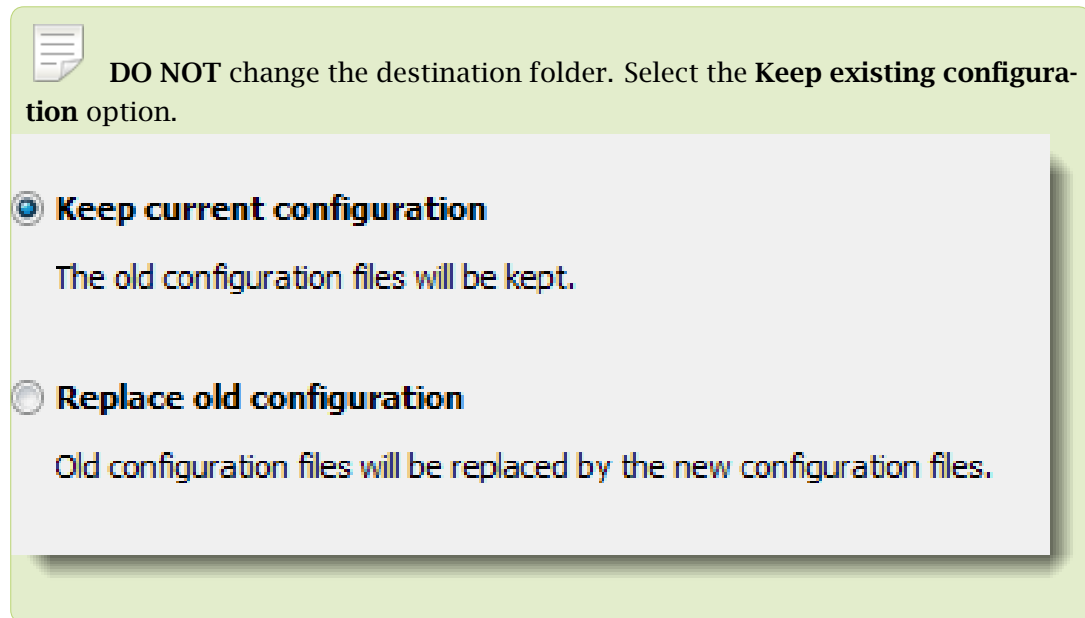 DO NOT change the destination folder. Select the Keep existing configura-
tion option.
Keep current configuration
The old configuration files will be kept.
Replace old configuration
Old configuration files will be replaced by the new configuration files.